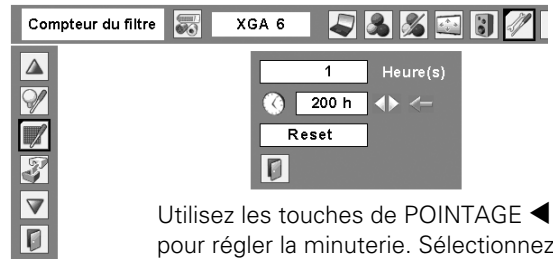 Compteur du filtre XGA 6
1 Heure(s)
200 h
Reset
Utilisez les touches de POINTAGE ◀
pour régler la minuterie. Sélectionnez